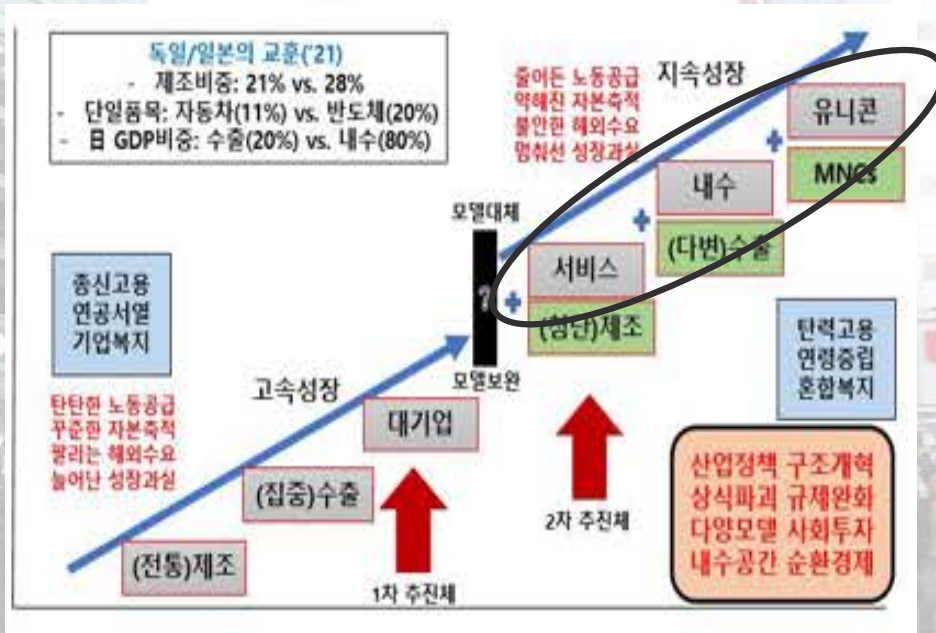 독일/일본의 교훈('21)
- 제조비중: 21% vs. 28%
- 단일품목: 자동차(11%) vs. 반도체(20%)
- 日 GDP비중: 수출(20%) vs. 내수(80%)
줄어든 노동공급
약해진 자본축적
불안한 해외수요
멈춰선 성장과실
지속성장
유니콘
+
MNCs
내수
+
(다변)수출
모델대체
서비스
?
+
(첨단)제조
모델보완
종신고용
연공서열
기업복지
탄력고용
연령중립
혼합복지
고속성장
탄탄한 노동공급
꾸준한 자본축적
팔리는 해외수요
늘어난 성장과실
대기업
(집중)수출
(전통)제조
1차 추진체
2차 추진체
산업정책 구조개혁
상식파괴 규제완화
다양모델 사회투자
내수공간 순환경제